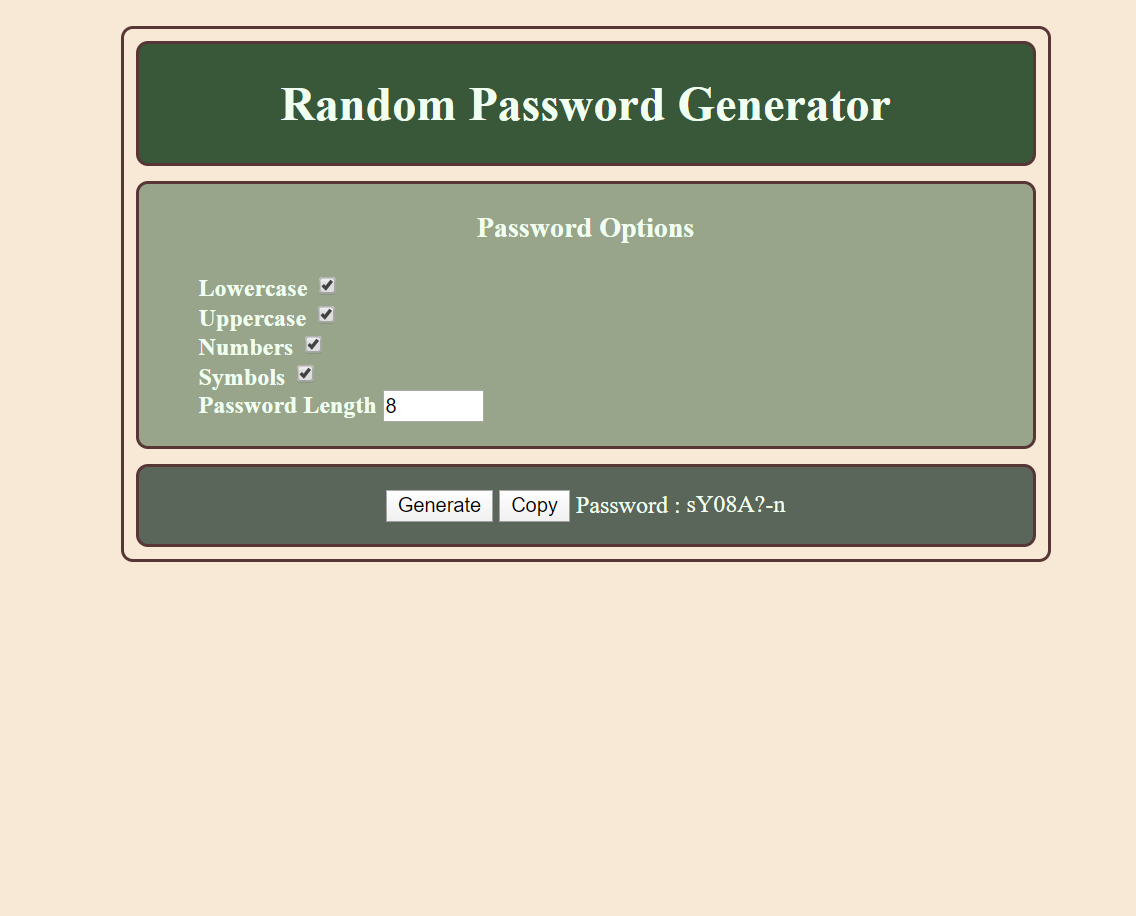 Random Password Generator
Password Options
Lowercase
Uppercase
Numbers
Symbols
Password Length 8
Generate Copy Password : sY08A?-n